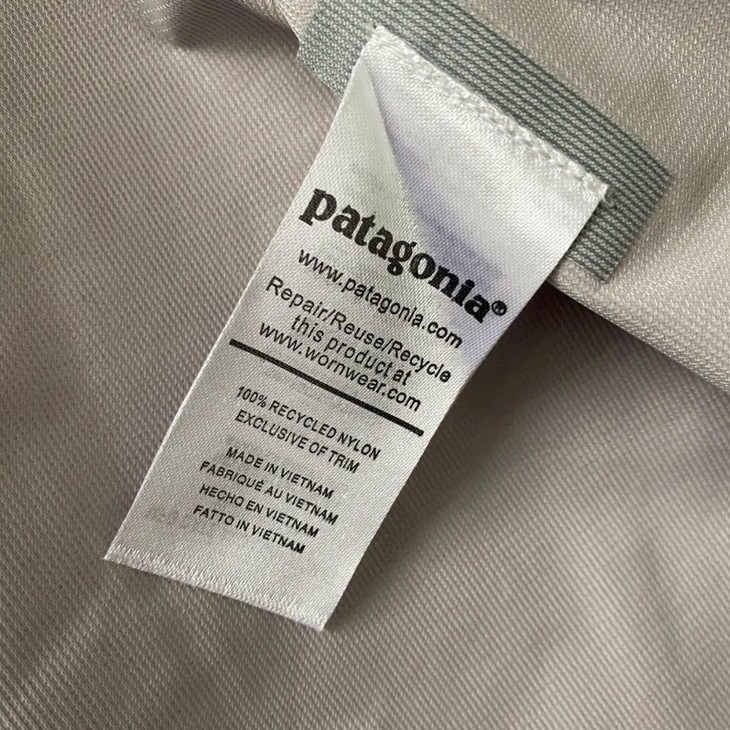 patagonia®
www.patagonia.com
Repair/Reuse/Recycle
this product at
www.wornwear.com
100% RECYCLED NYLON
EXCLUSIVE OF TRIM
MADE IN VIETNAM
FABRIQUÉ AU VIETNAM
HECHO EN VIETNAM
FATTO IN VIETNAM